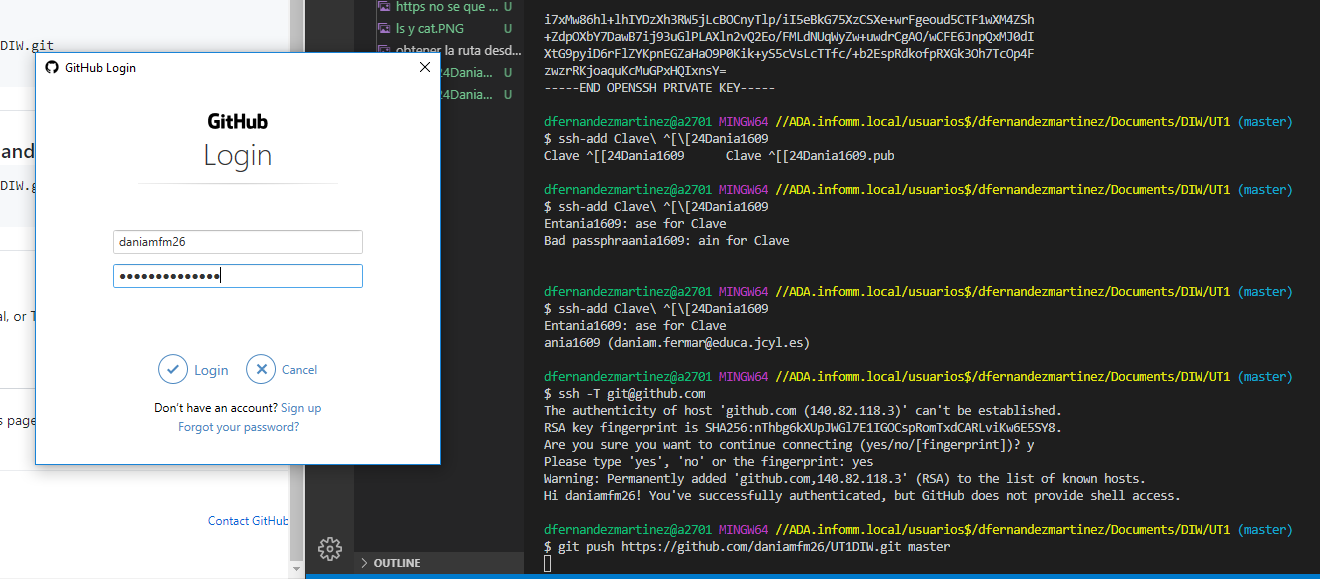 DIW.git
and
DIW.g
al, or T
s page
Contact GitHub
GitHub Login
GitHub
Login
daniamfm26
••••••••••••••
Login
Cancel
Don't have an account? Sign up
Forgot your password?
https no se que ... U
ls y cat.PNG U
obtener la ruta desd...
24Dania... U
24Dania... U
OUTLINE
i7xMw86hl+lhIYDzXh3RW5jLcBOCnyTlp/iI5eBkG75XzCSXe+wrFgeoud5CTF1wXM4ZSh
+ZdpOXbY7DawB7ij93uGlPLAXln2vQ2Eo/FMLdNUqWyZw+uwdrCgAO/wCFE6JnpQxMJ0dI
XtG9pyiD6rFlZYKpnEGZaHaO9P0Kik+yS5cVsLcTTfc/+b2EspRdkofpRXGk3Oh7TcOp4F
zwzrRKjoaquKcMuGPxHQIxnsY=
-----END OPENSSH PRIVATE KEY-----
dfernandezmartinez@a2701 MINGW64 //ADA.infomm.local/usuarios$/dfernandezmartinez/Documents/DIW/UT1 (master)
$ ssh-add Clave\ ^[\[24Dania1609
Clave ^[[24Dania1609      Clave ^[[24Dania1609.pub
dfernandezmartinez@a2701 MINGW64 //ADA.infomm.local/usuarios$/dfernandezmartinez/Documents/DIW/UT1 (master)
$ ssh-add Clave\ ^[\[24Dania1609
Entania1609: ase for Clave
Bad passphraania1609: ain for Clave
dfernandezmartinez@a2701 MINGW64 //ADA.infomm.local/usuarios$/dfernandezmartinez/Documents/DIW/UT1 (master)
$ ssh-add Clave\ ^[\[24Dania1609
Entania1609: ase for Clave
ania1609 (daniam.fermar@educa.jcyl.es)
dfernandezmartinez@a2701 MINGW64 //ADA.infomm.local/usuarios$/dfernandezmartinez/Documents/DIW/UT1 (master)
$ ssh -T git@github.com
The authenticity of host 'github.com (140.82.118.3)' can't be established.
RSA key fingerprint is SHA256:nThbg6kXUpJWGl7E1IGOCspRomTxdCARLviKw6E5SY8.
Are you sure you want to continue connecting (yes/no/[fingerprint])? y
Please type 'yes', 'no' or the fingerprint: yes
Warning: Permanently added 'github.com,140.82.118.3' (RSA) to the list of known hosts.
Hi daniamfm26! You've successfully authenticated, but GitHub does not provide shell access.
dfernandezmartinez@a2701 MINGW64 //ADA.infomm.local/usuarios$/dfernandezmartinez/Documents/DIW/UT1 (master)
$ git push https://github.com/daniamfm26/UT1DIW.git master